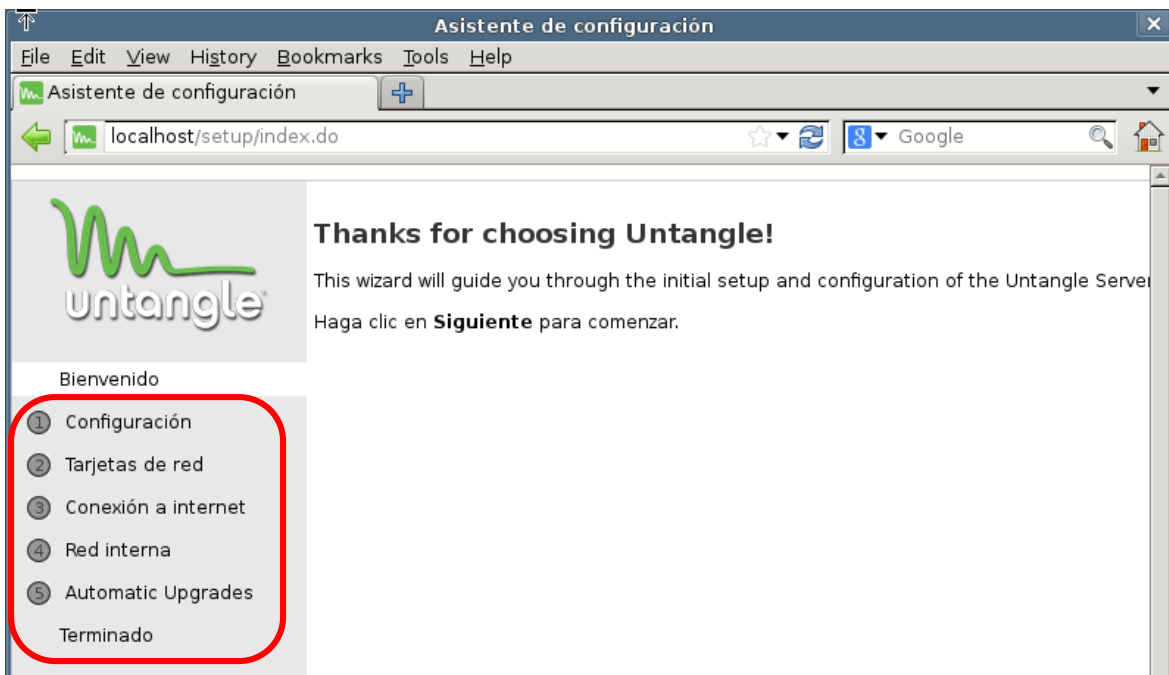 Asistente de configuración
File Edit View History Bookmarks Tools Help
Asistente de configuración
localhost/setup/index.do
8 Google
untangle
Thanks for choosing Untangle!
This wizard will guide you through the initial setup and configuration of the Untangle Server
Haga clic en Siguiente para comenzar.
Bienvenido
1 Configuración
2 Tarjetas de red
3 Conexión a internet
4 Red interna
5 Automatic Upgrades
Terminado